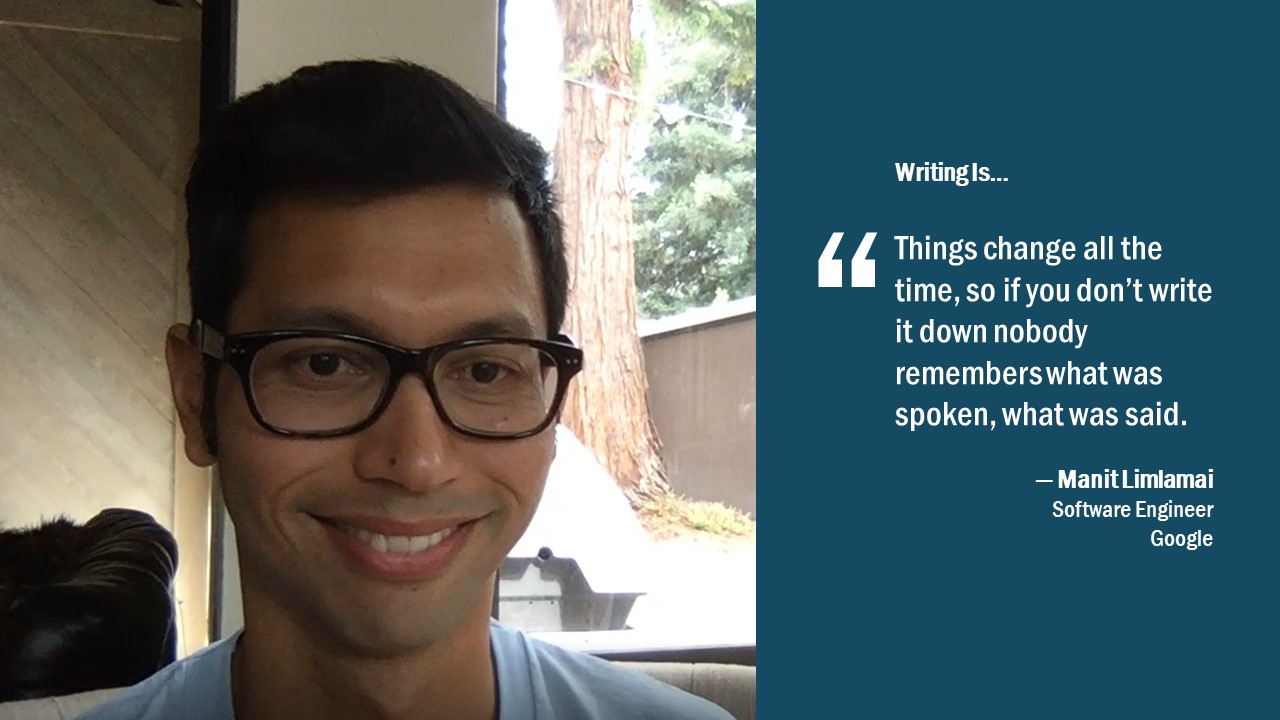 Writing Is...
“
Things change all the
time, so if you don’t write
it down nobody
remembers what was
spoken, what was said.
— Manit Limlamai
Software Engineer
Google